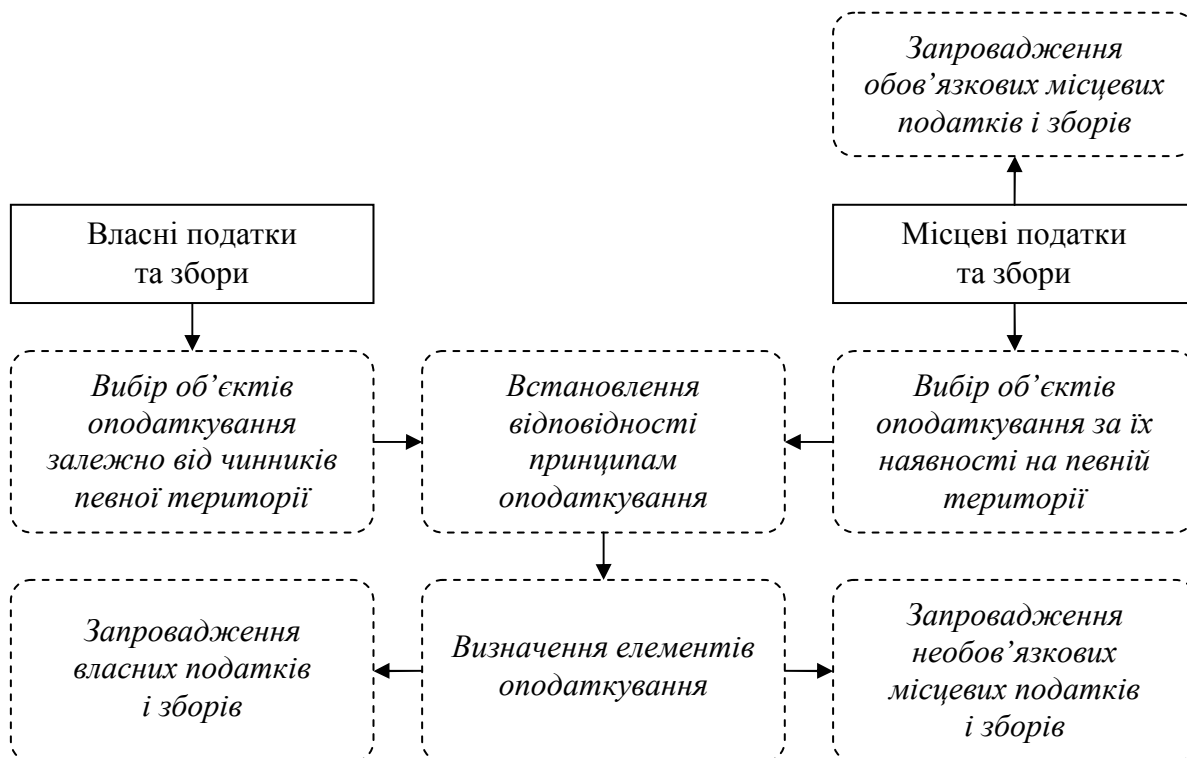 Запровадження
обов’язкових місцевих
податків і зборів
Власні податки
та збори
Місцеві податки
та збори
Вибір об’єктів
оподаткування
залежно від чинників
певної території
Встановлення
відповідності
принципам
оподаткування
Вибір об’єктів
оподаткування за їх
наявності на певній
території
Запровадження
власних податків
і зборів
Визначення елементів
оподаткування
Запровадження
необов’язкових
місцевих податків
і зборів